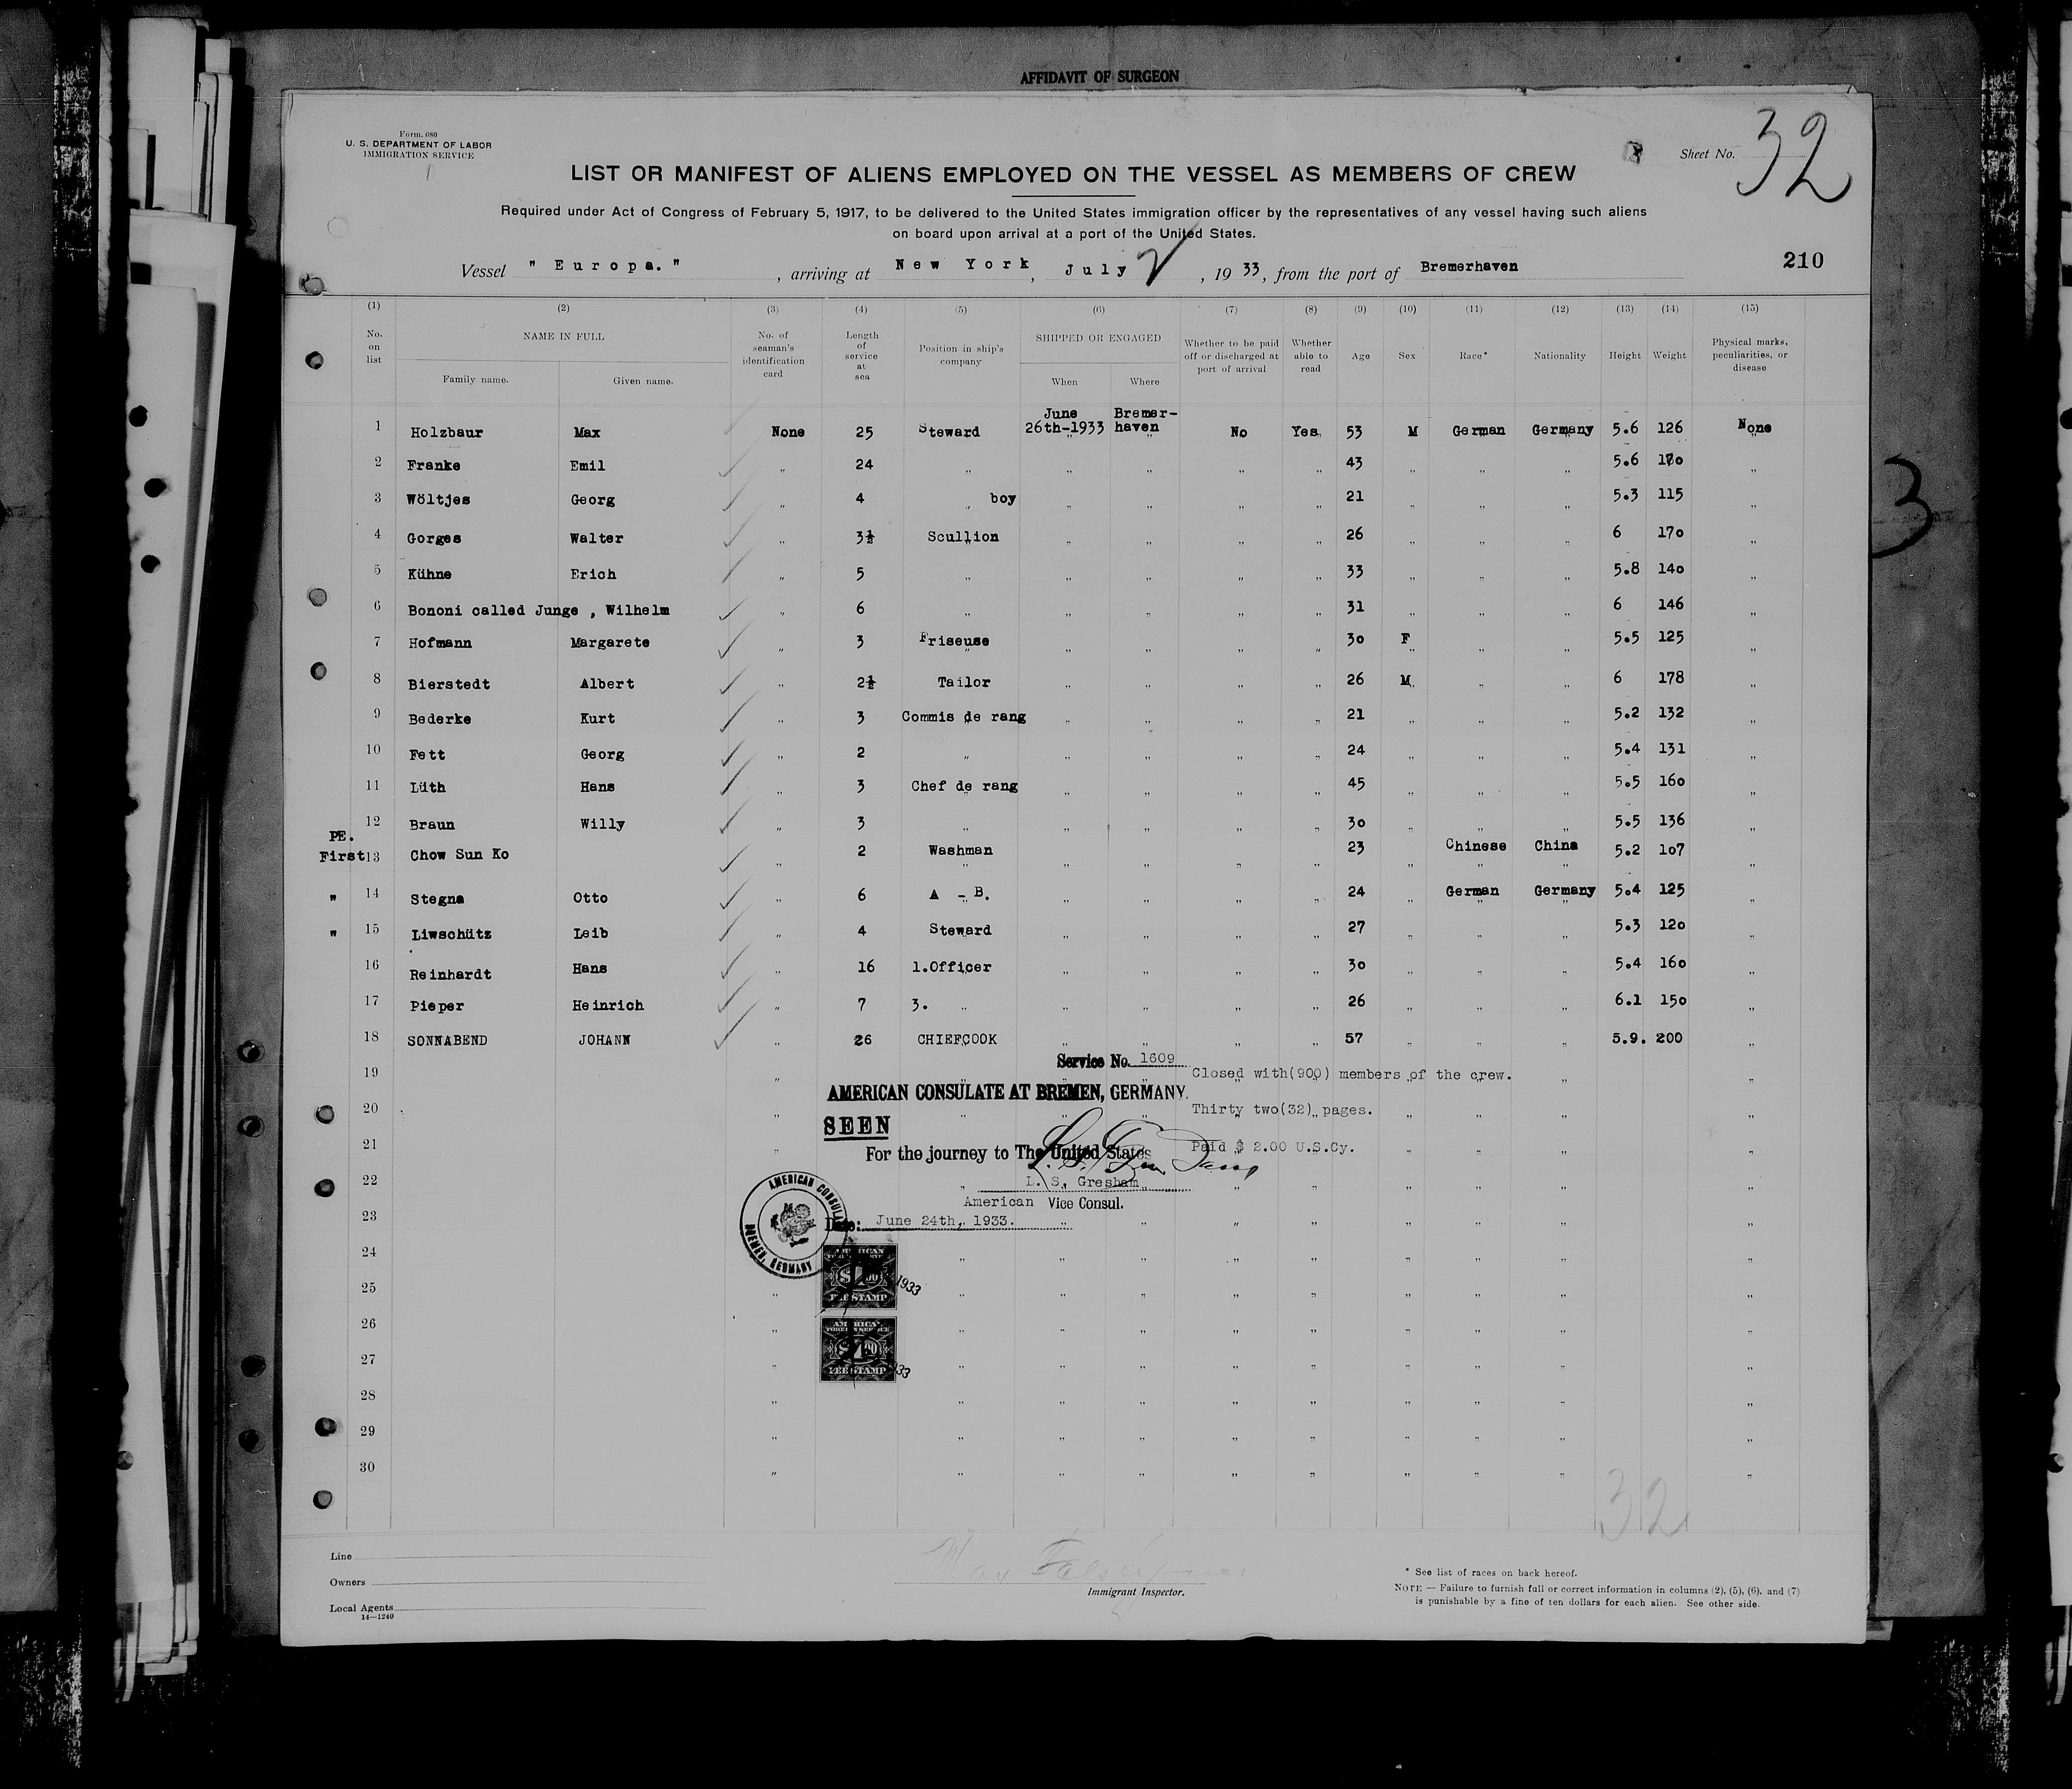 AFFIDAVIT OF SURGEON
Form 680
U. S. DEPARTMENT OF LABOR
IMMIGRATION SERVICE
Sheet No. 32
LIST OR MANIFEST OF ALIENS EMPLOYED ON THE VESSEL AS MEMBERS OF CREW
Required under Act of Congress of February 5, 1917, to be delivered to the United States immigration officer by the representatives of any vessel having such aliens
on board upon arrival at a port of the United States.
Vessel " Europa. " , arriving at New York , July 2 , 19 33, from the port of Bremerhaven
210
(1) (2) (3) (4) (5) (6) (7) (8) (9) (10) (11) (12) (13) (14) (15)
No. on list NAME IN FULL Family name. Given name. No. of seaman's identification card Length of service at sea Position in ship's company SHIPPED OR ENGAGED When Where Whether to be paid off or discharged at port of arrival Whether able to read Age Sex Race* Nationality Height Weight Physical marks, peculiarities, or disease
1 Holzbaur Max None 25 Steward June 26th-1933 Bremer-haven No Yes 53 M German Germany 5.6 126 None
2 Franke Emil " 24 " " " " " 43 " " " 5.6 "
3 Wöltjes Georg " 4 " boy " " " " 21 " " " 5.3 115 "
4 Gorges Walter " 3½ Scullion " " " " 26 " " " 6 170 "
5 Kühne Erich " 5 " " " " " 33 " " " 5.8 140 "
6 Bononi called Junge , Wilhelm " 6 " " " " " 31 " " " 6 146 "
7 Hofmann Margarete " 3 Friseuse " " " " 30 F " " 5.5 125 "
8 Bierstedt Albert " 2½ Tailor " " " " 26 M " " 6 178 "
9 Bederke Kurt " 3 Commis de rang " " " " 21 " " " 5.2 132 "
10 Fett Georg " 2 " " " " " 24 " " " 5.4 131 "
11 Lüth Hans " 3 Chef de rang " " " " 45 " " " 5.5 160 "
12 Braun Willy " 3 " " " " " 30 " " " 5.5 136 "
PE.
First 13 Chow Sun Ko " 2 Washman " " " " 23 " Chinese China 5.2 107 "
" 14 Stegna Otto " 6 A - B. " " " " 24 " German Germany 5.4 125 "
" 15 Liwschütz Leib " 4 Steward " " " " 27 " " " 5.3 120 "
16 Reinhardt Hans " 16 1.Officer " " " " 30 " " " 5.4 160 "
17 Pieper Heinrich " 7 3. " " " " " 26 " " " 6.1 150 "
18 SONNABEND JOHANN " 26 CHIEFCOOK " " " " 57 " " " 5.9. 200 "
Service No. 1609
19 Closed with(900) members of the crew.
AMERICAN CONSULATE AT BREMEN, GERMANY.
20 Thirty two(32) pages.
SEEN
21 For the journey to The United States Paid $ 2.00 U.S.Cy.
22 L. S. Gresham
American Vice Consul.
23 Date: June 24th, 1933.
AMERICAN CONSULATE BREMEN, GERMANY
24
AMERICAN FOREIGN SERVICE $1.00 FEE STAMP
25 1933
26
AMERICAN FOREIGN SERVICE $1.00 FEE STAMP
27 33
28
29
30
32
3
Line
Owners
Local Agents
14—1240
Immigrant Inspector.
* See list of races on back hereof.
NOTE — Failure to furnish full or correct information in columns (2), (5), (6), and (7)
is punishable by a fine of ten dollars for each alien. See other side.